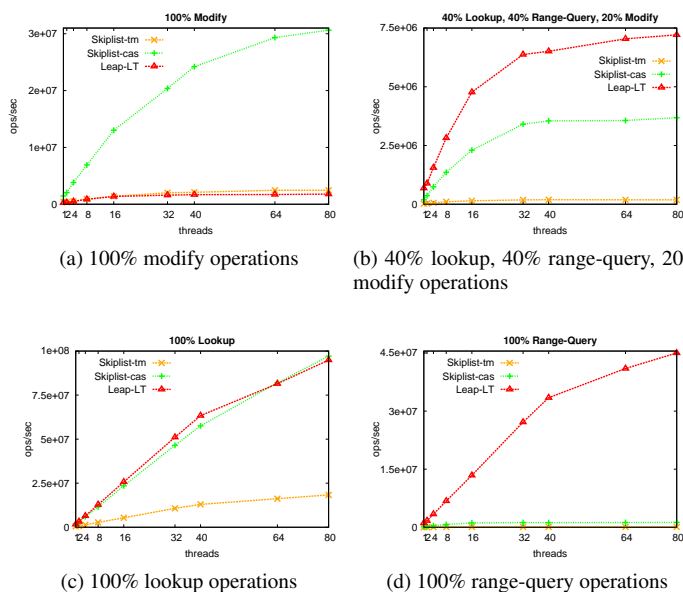 100% Modify
3e+07
2e+07
1e+07
0
ops/sec
Skiplist-tm
Skiplist-cas
Leap-LT
1 2 4 8 16 32 40 64 80
threads
(a) 100% modify operations
40% Lookup, 40% Range-Query, 20% Modify
7.5e+06
5e+06
2.5e+06
0
ops/sec
Skiplist-tm
Skiplist-cas
Leap-LT
1 2 4 8 16 32 40 64 80
threads
(b) 40% lookup, 40% range-query, 20
modify operations
100% Lookup
1e+08
7.5e+07
5e+07
2.5e+07
0
ops/sec
Skiplist-tm
Skiplist-cas
Leap-LT
1 2 4 8 16 32 40 64 80
threads
(c) 100% lookup operations
100% Range-Query
4.5e+07
3e+07
1.5e+07
0
ops/sec
Skiplist-tm
Skiplist-cas
Leap-LT
1 2 4 8 16 32 40 64 80
threads
(d) 100% range-query operations